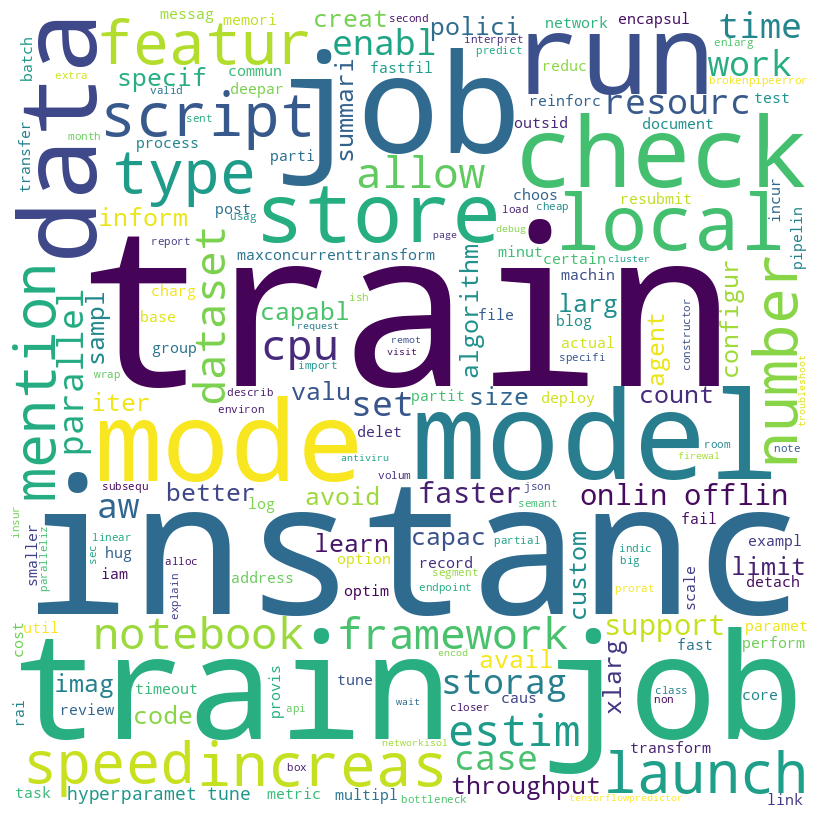 messag
memori
creat
second
polici
network
encapsul
time
data
featur
job
run
enabl
interpret
predict
enlarg
batch
extra
specif
commun
fastfil
reduc
work
brokenpipeerror
valid
sent
deepar
summari
reinforc
resourc
test
script
month
process
parti
outsid
document
check
transfer
type
allow
choos
resubmit
incur
pipelin
inform
post
usag
store
load
cheap
debug
page
local
report
maxconcurrenttransform
ish
minut
certain
cluster
mention
parallel
sampl
dataset
charg
base
capabl
request
algorithm
machin
larg
configur
number
train
group
cpu
import
remot
visit
file
blog
actual
specifi
agent
constructor
troubleshoot
wrap
iter
describ
environ
valu
set
partit
size
deploy
count
mode
model
delet
antiviru
volum
json
room
firewal
note
subsequ
aw
better
log
avoid
faster
semant
onlin offlin
instanc
insur
smaller
paralleliz
linear
sec
hug
iam
alloc
explain
learn
option
optim
address
capac
record
segment
endpoint
partial
custom
fail
indic
big
exampl
limit
detach
prorat
scale
cost
util
notebook
framework
support
paramet
perform
train job
encod
avail
fast
rai
imag
review
timeout
code
provis
api
tune
wait
caus
closer
storag
estim
xlarg
class
non
core
networkisol
transform
speed
increas
box
case
throughput
launch
task
hyperparamet tune
metric
multipl
bottleneck
tensorflowpredictor
link